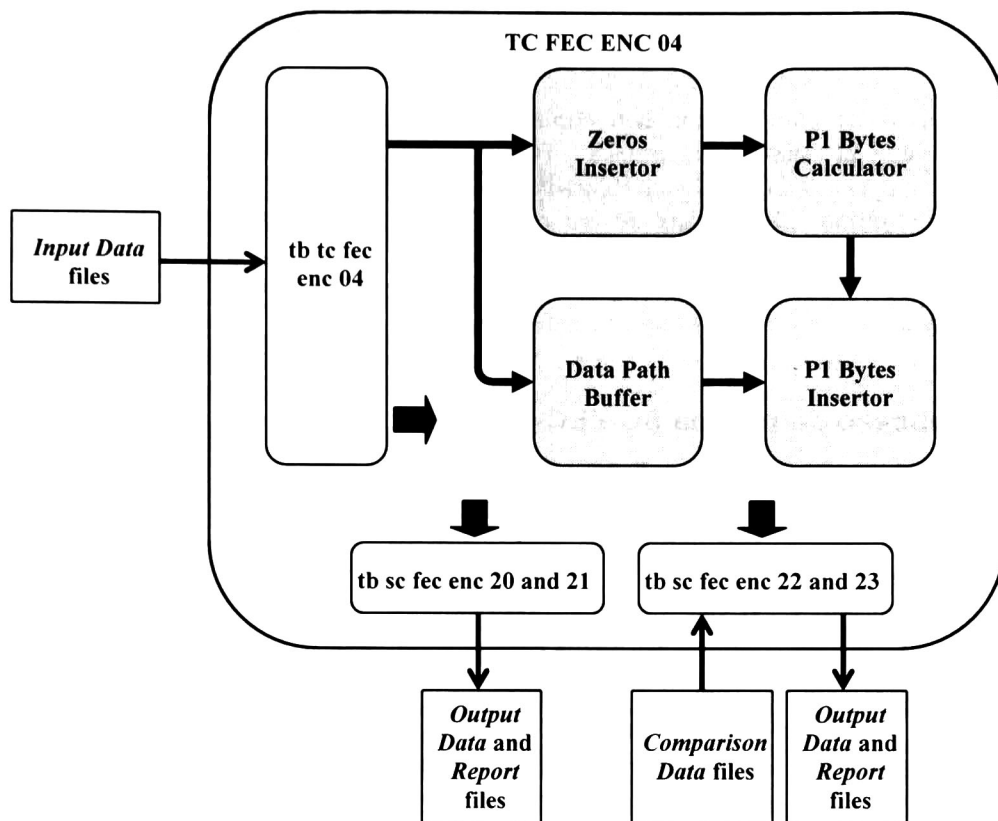 TC FEC ENC 04
Zeros
Insertor
P1 Bytes
Calculator
Input Data
files
tb tc fec
enc 04
Data Path
Buffer
P1 Bytes
Insertor
tb sc fec enc 20 and 21
tb sc fec enc 22 and 23
Output
Data and
Report
files
Comparison
Data files
Output
Data and
Report
files